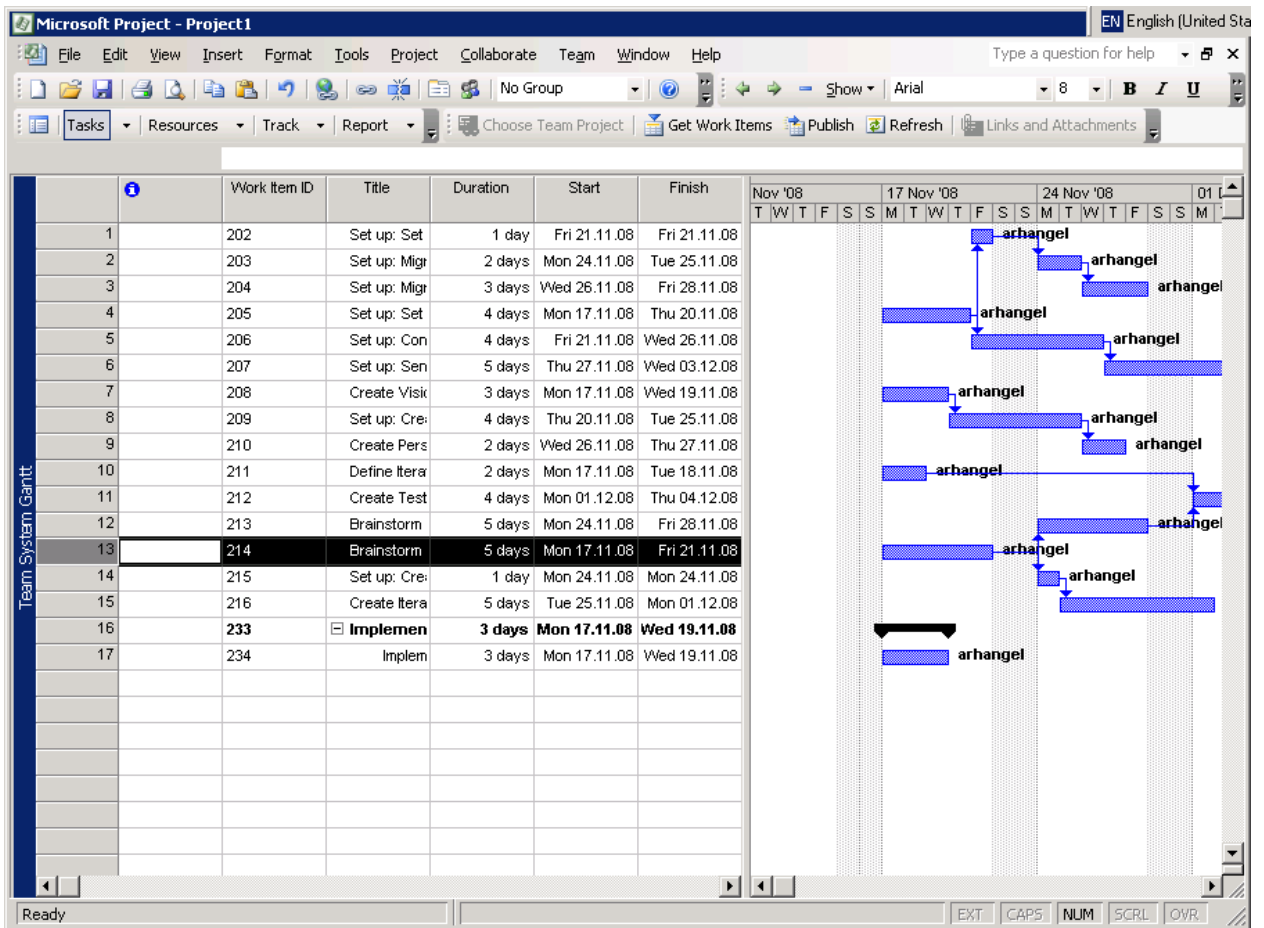 Microsoft Project - Project1
EN English (United Sta
File Edit View Insert Format Tools Project Collaborate Team Window Help Type a question for help
No Group Show Arial 8 B I U
Tasks Resources Track Report Choose Team Project Get Work Items Publish Refresh Links and Attachments
Work Item ID Title Duration Start Finish
Nov '08 17 Nov '08 24 Nov '08 01
T W T F S S M T W T F S S M T W T F S S M
1 202 Set up: Set 1 day Fri 21.11.08 Fri 21.11.08 arhangel
2 203 Set up: Migr 2 days Mon 24.11.08 Tue 25.11.08 arhangel
3 204 Set up: Migr 3 days Wed 26.11.08 Fri 28.11.08 arhangel
4 205 Set up: Set 4 days Mon 17.11.08 Thu 20.11.08 arhangel
5 206 Set up: Con 4 days Fri 21.11.08 Wed 26.11.08 arhangel
6 207 Set up: Sen 5 days Thu 27.11.08 Wed 03.12.08
7 208 Create Visi 3 days Mon 17.11.08 Wed 19.11.08 arhangel
8 209 Set up: Cre 4 days Thu 20.11.08 Tue 25.11.08 arhangel
9 210 Create Pers 2 days Wed 26.11.08 Thu 27.11.08 arhangel
10 211 Define Itera 2 days Mon 17.11.08 Tue 18.11.08 arhangel
11 212 Create Test 4 days Mon 01.12.08 Thu 04.12.08
12 213 Brainstorm 5 days Mon 24.11.08 Fri 28.11.08 arhangel
13 214 Brainstorm 5 days Mon 17.11.08 Fri 21.11.08 arhangel
14 215 Set up: Cre 1 day Mon 24.11.08 Mon 24.11.08 arhangel
15 216 Create Itera 5 days Tue 25.11.08 Mon 01.12.08
16 233 Implemen 3 days Mon 17.11.08 Wed 19.11.08
17 234 Implem 3 days Mon 17.11.08 Wed 19.11.08 arhangel
Team System Gantt
Ready EXT CAPS NUM SCRL OVR